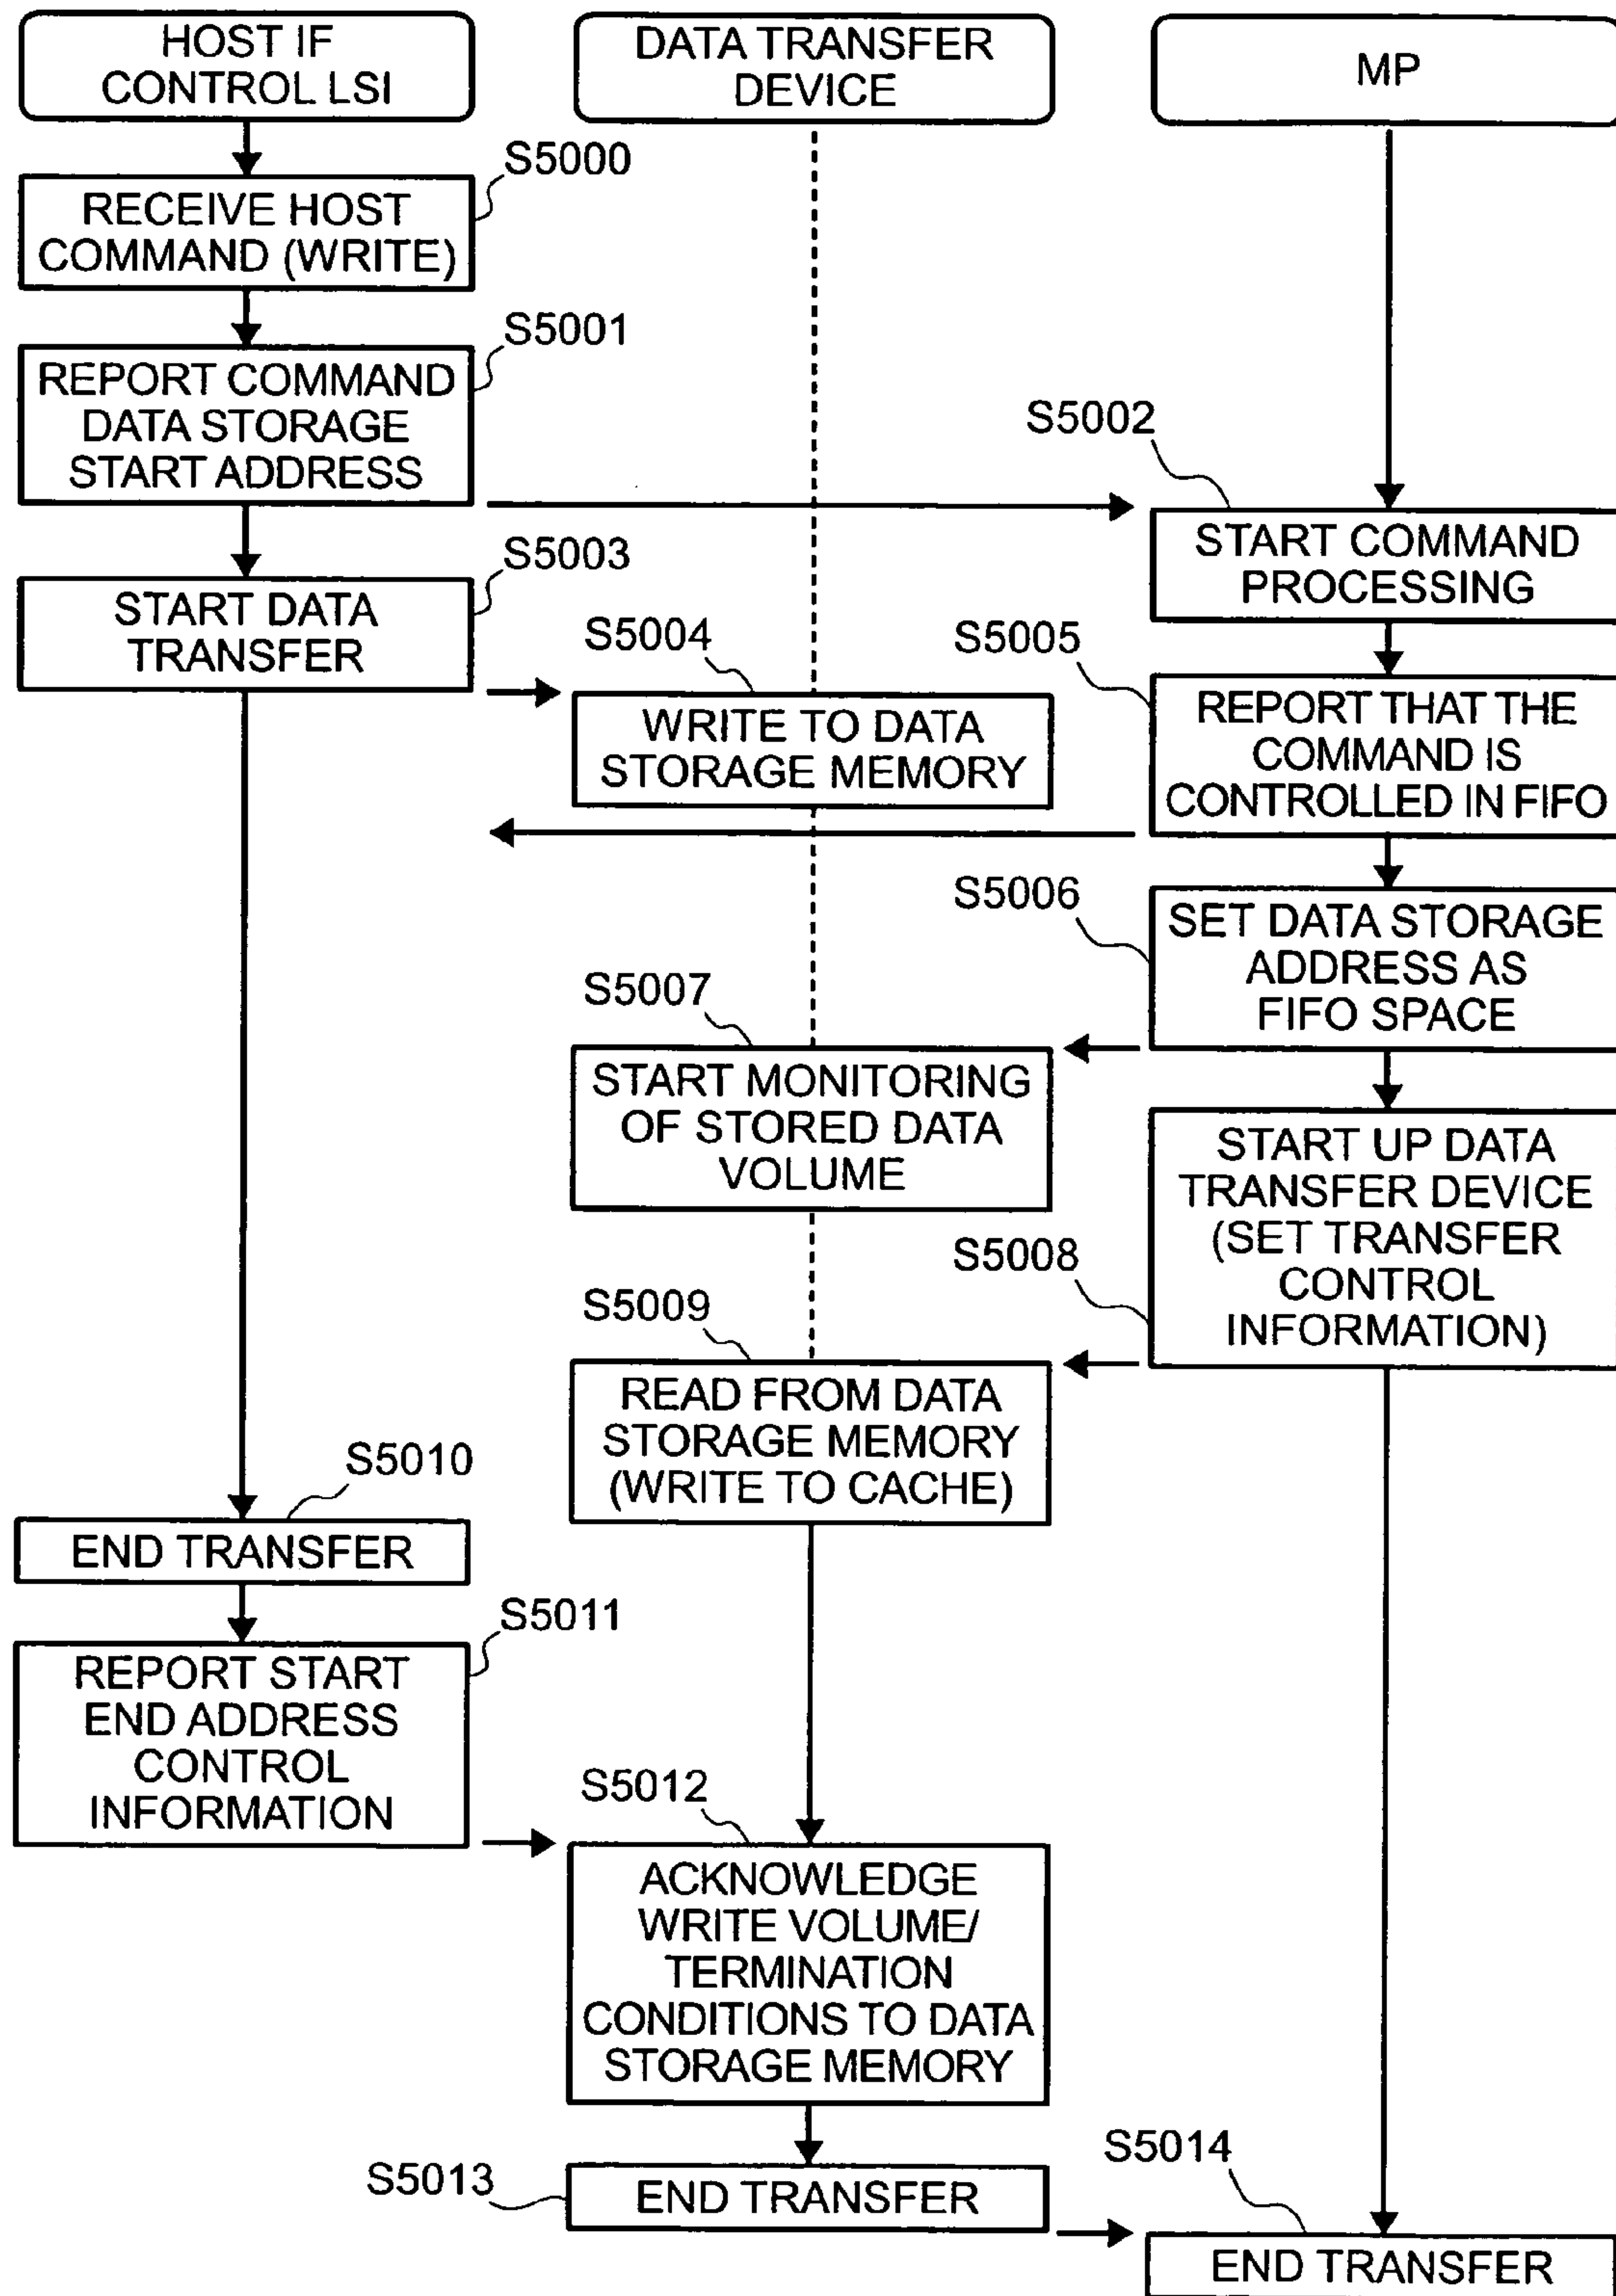 HOST IF
CONTROL LSI
DATA TRANSFER
DEVICE
MP
S5000
RECEIVE HOST
COMMAND (WRITE)
S5001
REPORT COMMAND
DATA STORAGE
START ADDRESS
S5002
START COMMAND
PROCESSING
S5003
START DATA
TRANSFER
S5004
WRITE TO DATA
STORAGE MEMORY
S5005
REPORT THAT THE
COMMAND IS
CONTROLLED IN FIFO
S5006
SET DATA STORAGE
ADDRESS AS
FIFO SPACE
S5007
START MONITORING
OF STORED DATA
VOLUME
S5008
START UP DATA
TRANSFER DEVICE
(SET TRANSFER
CONTROL
INFORMATION)
S5009
READ FROM DATA
STORAGE MEMORY
(WRITE TO CACHE)
S5010
END TRANSFER
S5011
REPORT START
END ADDRESS
CONTROL
INFORMATION
S5012
ACKNOWLEDGE
WRITE VOLUME/
TERMINATION
CONDITIONS TO DATA
STORAGE MEMORY
S5013
END TRANSFER
S5014
END TRANSFER